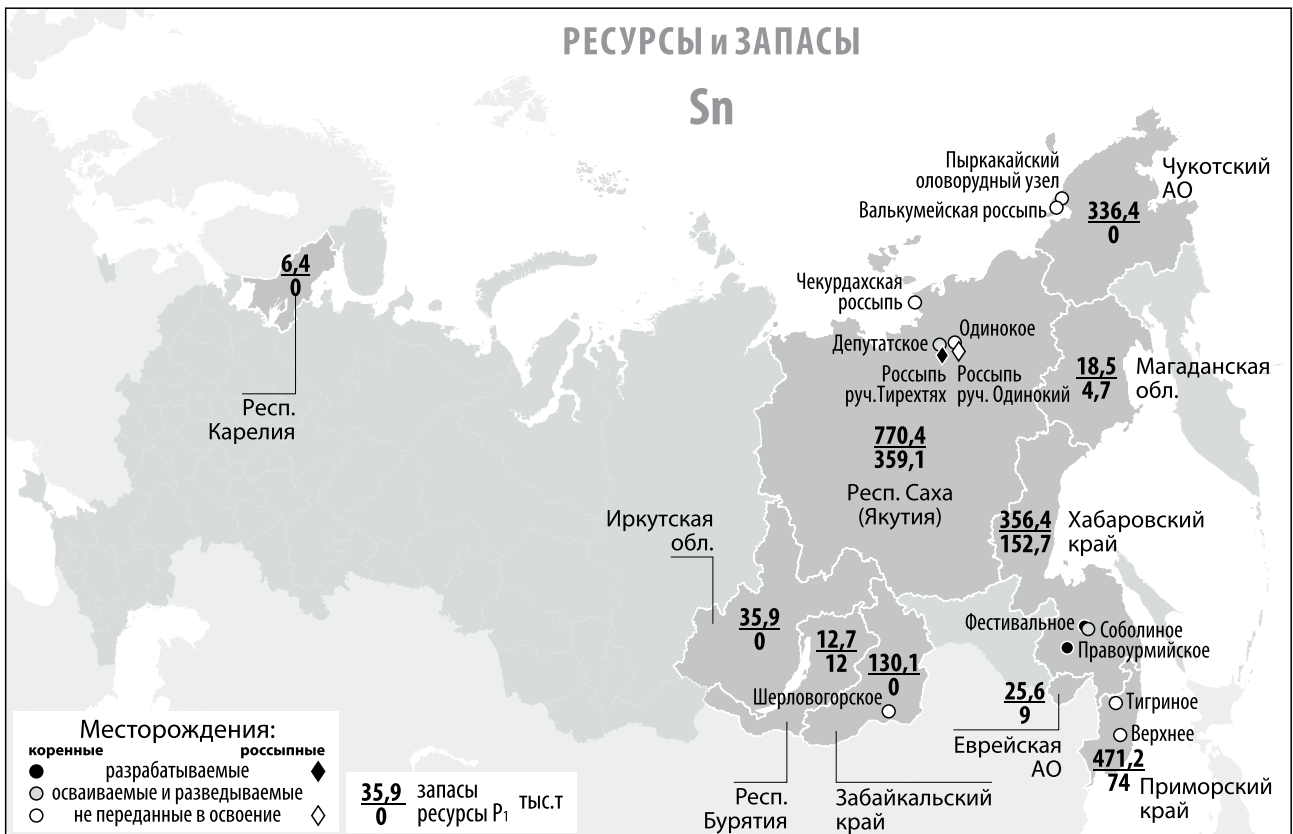 РЕСУРСЫ и ЗАПАСЫ
Sn
Пыркакайский
оловорудный узел
Валькумейская россыпь
Чукотский
АО
336,4
0
6,4
0
Респ.
Карелия
Чекурдахская
россыпь
Одинокое
Депутатское
Россыпь
руч.Тирехтях
Россыпь
руч. Одинокий
18,5
4,7
Магаданская
обл.
770,4
359,1
Респ. Саха
(Якутия)
Иркутская
обл.
356,4
152,7
Хабаровский
край
35,9
0
12,7
12
130,1
0
Шерловогорское
Фестивальное
Соболиное
Правоурмийское
25,6
9
Еврейская
АО
Тигриное
Верхнее
471,2
74
Приморский
край
Респ.
Бурятия
Забайкальский
край
Месторождения:
коренные россыпные
разрабатываемые
осваиваемые и разведываемые
не переданные в освоение
35,9 запасы
0 ресурсы P1
тыс.т